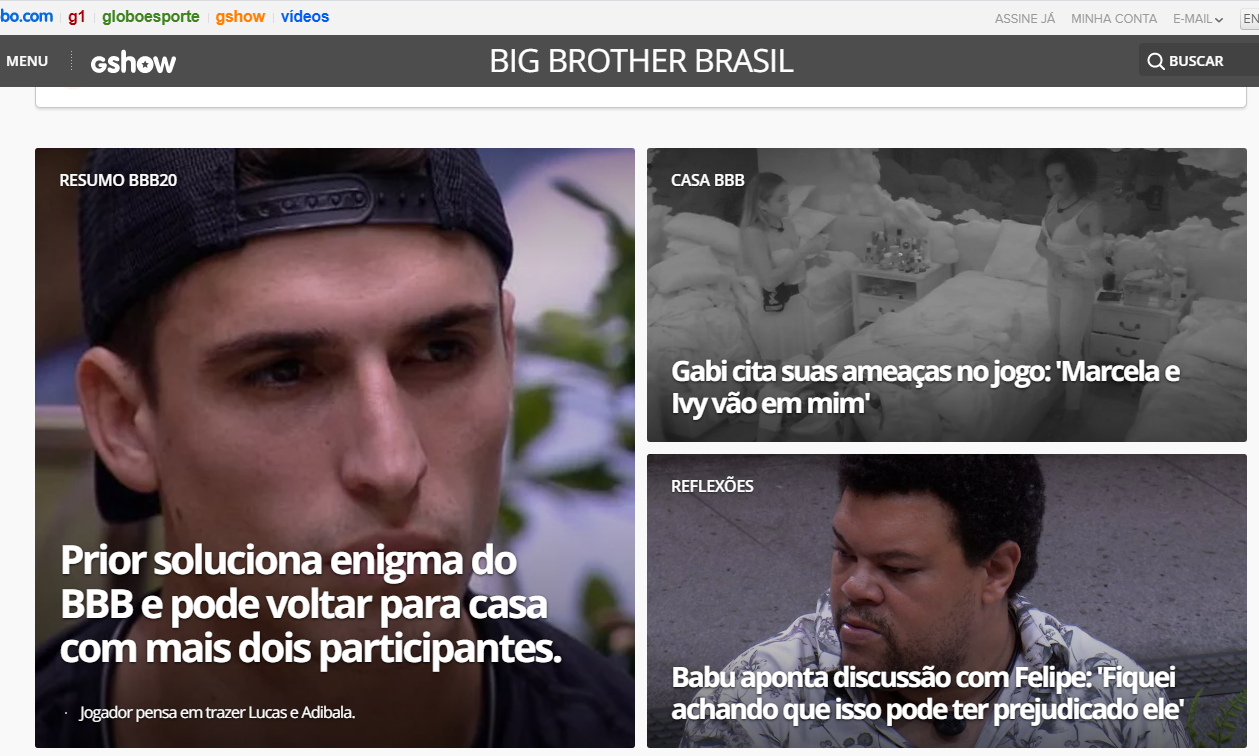 bo.com g1 globoesporte gshow vídeos ASSINE JÁ MINHA CONTA E-MAIL EN
MENU GSHOW BIG BROTHER BRASIL BUSCAR
RESUMO BBB20
Prior soluciona enigma do
BBB e pode voltar para casa
com mais dois participantes.
· Jogador pensa em trazer Lucas e Adibala.
CASA BBB
Gabi cita suas ameaças no jogo: 'Marcela e
Ivy vão em mim'
REFLEXÕES
Babu aponta discussão com Felipe: 'Fiquei
achando que isso pode ter prejudicado ele'